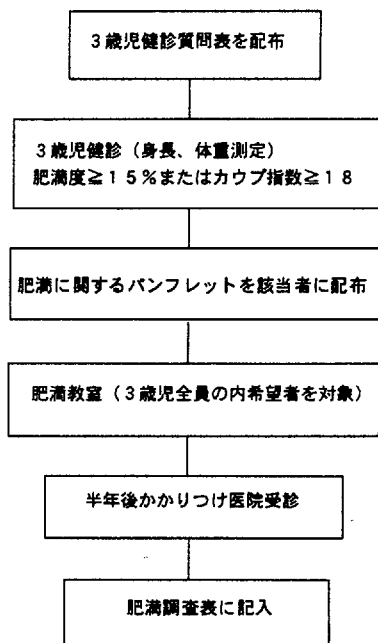 ３歳児健診質問表を配布
３歳児健診（身長、体重測定）
肥満度≧１５％またはカウプ指数≧１８
肥満に関するパンフレットを該当者に配布
肥満教室（３歳児全員の内希望者を対象）
半年後かかりつけ医院受診
肥満調査表に記入